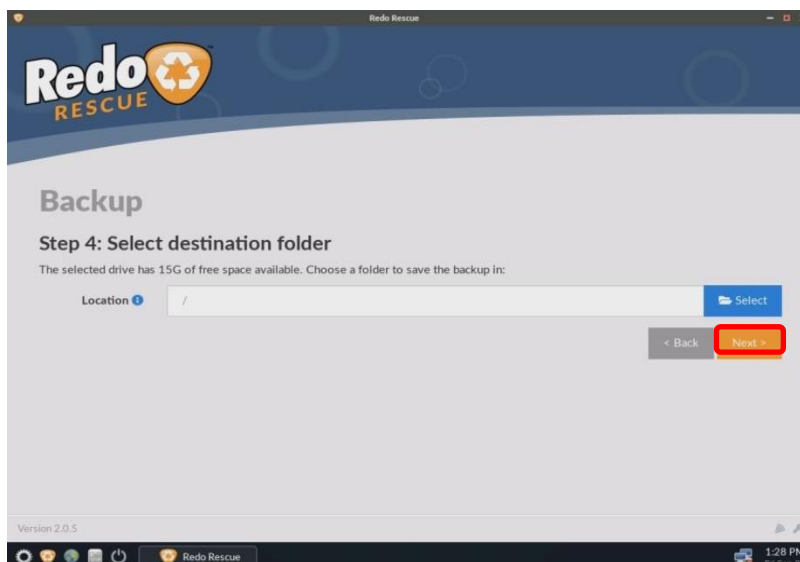 Redo Rescue
Redo
RESCUE
Backup
Step 4: Select destination folder
The selected drive has 15G of free space available. Choose a folder to save the backup in:
Location / Select
< Back Next >
Version 2.0.5
Redo Rescue 1:28 PM